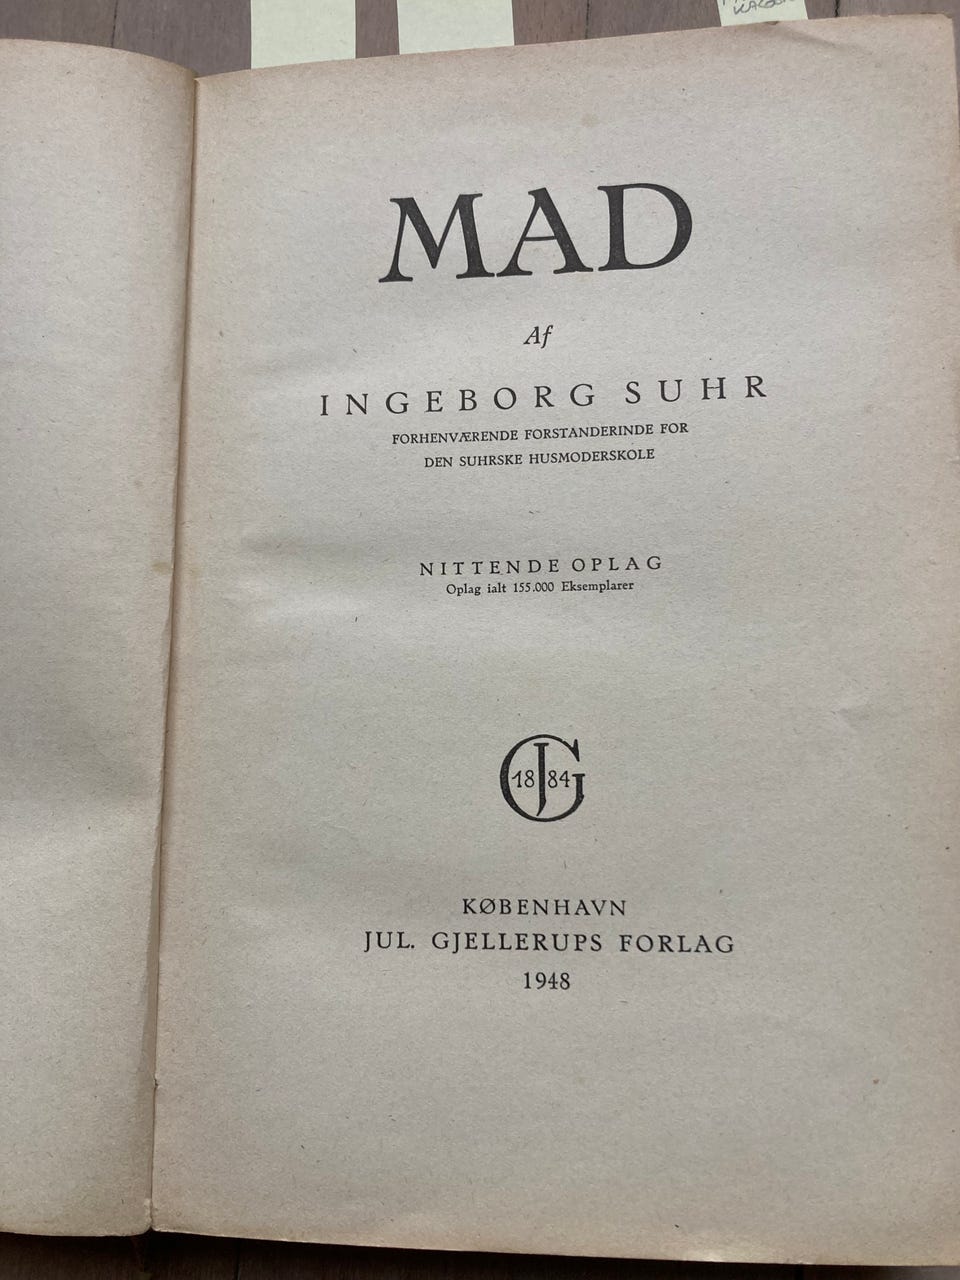 MAD
Af
INGEBORG SUHR
FORHENVÆRENDE FORSTANDERINDE FOR
DEN SUHRSKE HUSMODERSKOLE
NITTENDE OPLAG
Oplag ialt 155.000 Eksemplarer
18 JG 84
KØBENHAVN
JUL. GJELLERUPS FORLAG
1948